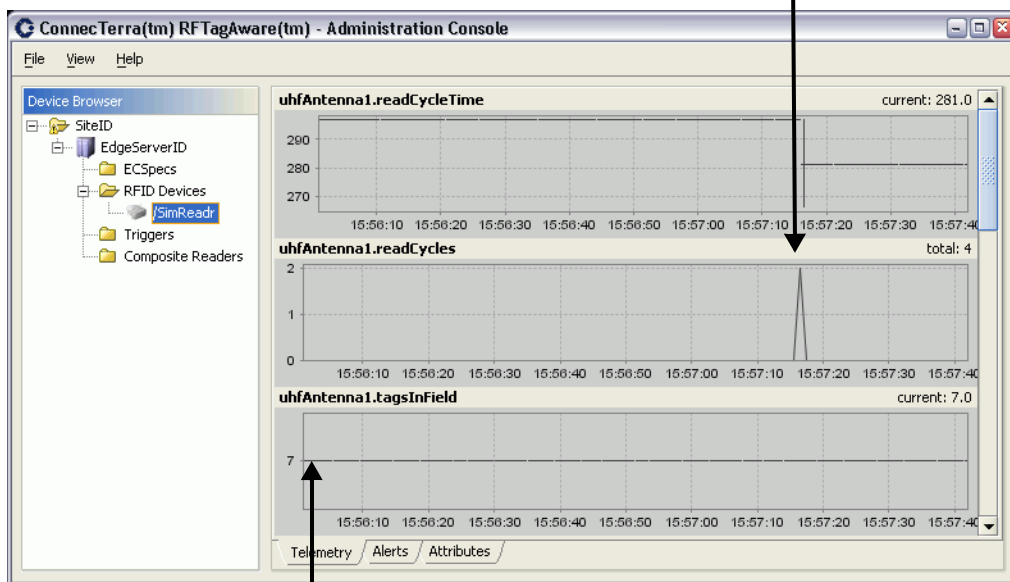 ConnecTerra(tm) RFTagAware(tm) - Administration Console
File View Help
Device Browser
SiteID
EdgeServerID
ECSpecs
RFID Devices
/SimReadr
Triggers
Composite Readers
uhfAntenna1.readCycleTime current: 281.0
290
280
270
15:56:10 15:56:20 15:56:30 15:56:40 15:56:50 15:57:00 15:57:10 15:57:20 15:57:30 15:57:40
uhfAntenna1.readCycles total: 4
2
1
0
15:56:10 15:56:20 15:56:30 15:56:40 15:56:50 15:57:00 15:57:10 15:57:20 15:57:30 15:57:40
uhfAntenna1.tagsInField current: 7.0
7
15:56:10 15:56:20 15:56:30 15:56:40 15:56:50 15:57:00 15:57:10 15:57:20 15:57:30 15:57:40
Telemetry Alerts Attributes